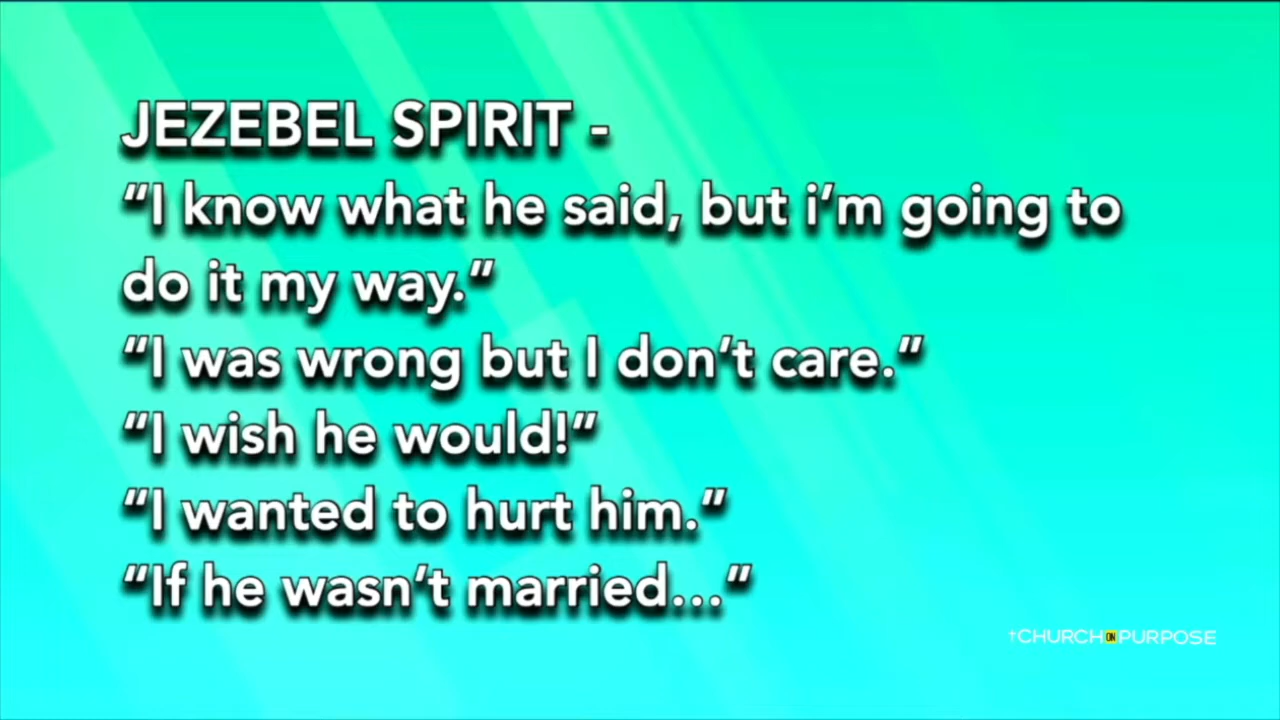 JEZEBEL SPIRIT -
“I know what he said, but i’m going to
do it my way.”
“I was wrong but I don’t care.”
“I wish he would!”
“I wanted to hurt him.”
“If he wasn’t married...”
CHURCH ON PURPOSE